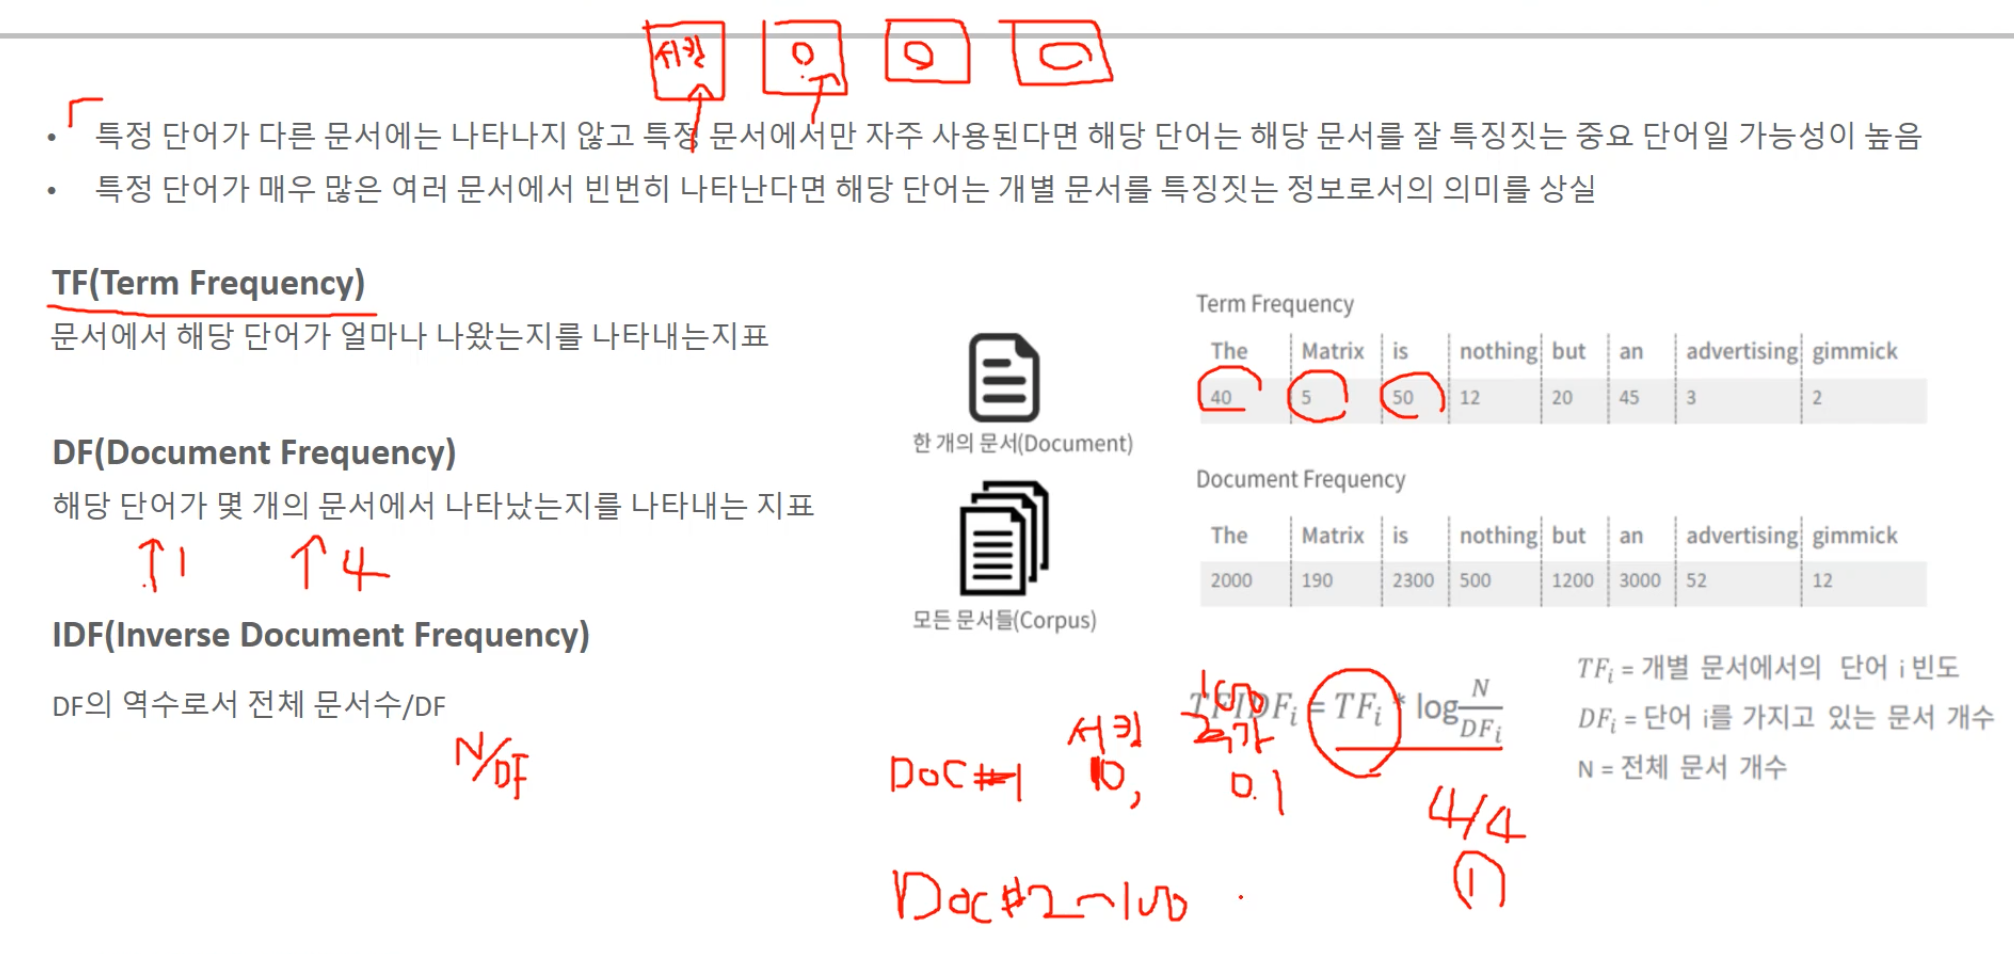 서킬
• 특정 단어가 다른 문서에는 나타나지 않고 특정 문서에서만 자주 사용된다면 해당 단어는 해당 문서를 잘 특징짓는 중요 단어일 가능성이 높음
• 특정 단어가 매우 많은 여러 문서에서 빈번히 나타난다면 해당 단어는 개별 문서를 특징짓는 정보로서의 의미를 상실
TF(Term Frequency)
문서에서 해당 단어가 얼마나 나왔는지를 나타내는지표
DF(Document Frequency)
해당 단어가 몇 개의 문서에서 나타났는지를 나타내는 지표
↑1 ↑4
IDF(Inverse Document Frequency)
DF의 역수로서 전체 문서수/DF
N/DF
한 개의 문서(Document)
모든 문서들(Corpus)
Term Frequency
The Matrix is nothing but an advertising gimmick
40 5 50 12 20 45 3 2
Document Frequency
The Matrix is nothing but an advertising gimmick
2000 190 2300 500 1200 3000 52 12
TFIDFᵢ = TFᵢ * log N/DFᵢ
TFᵢ = 개별 문서에서의 단어 i 빈도
DFᵢ = 단어 i를 가지고 있는 문서 개수
N = 전체 문서 개수
100
서킬
DOC#1 10, 0.1
4/4
1
Doc#2~100